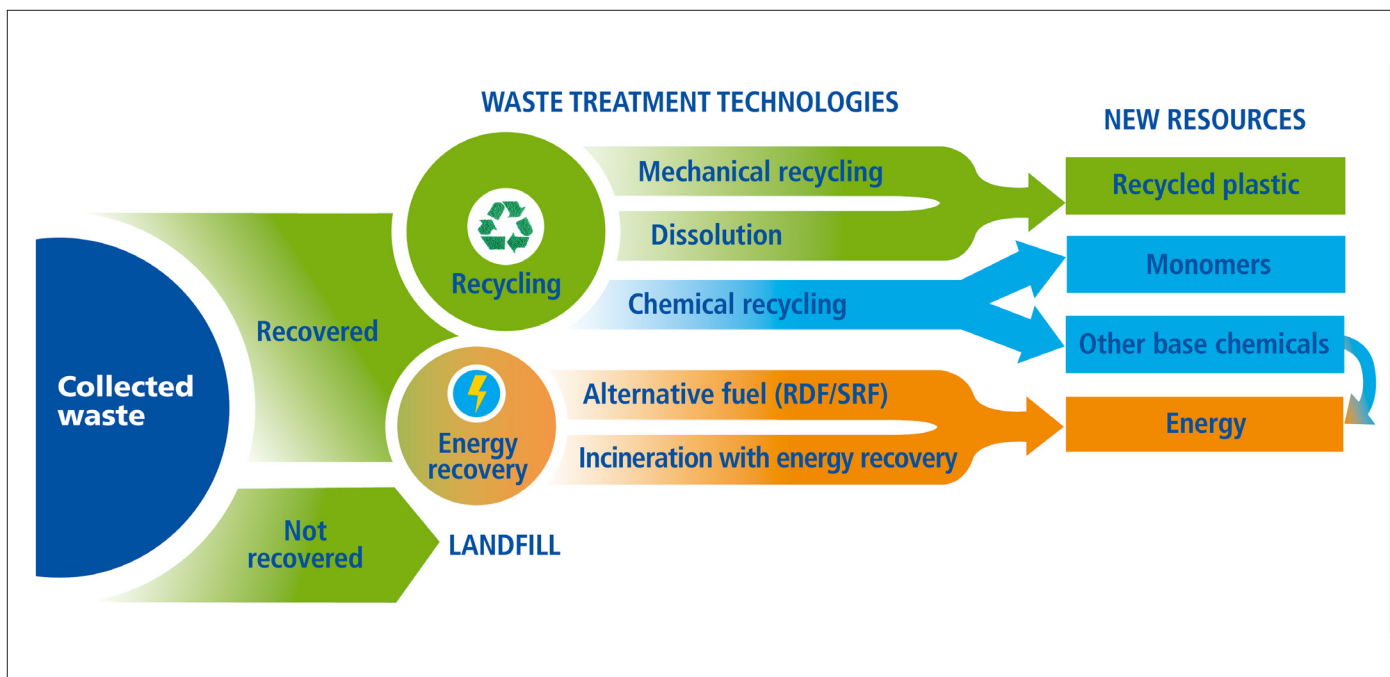 WASTE TREATMENT TECHNOLOGIES
NEW RESOURCES
Mechanical recycling
Recycled plastic
Dissolution
Recycling
Monomers
Chemical recycling
Recovered
Other base chemicals
Collected
waste
Alternative fuel (RDF/SRF)
Energy
Energy
recovery
Incineration with energy recovery
Not
recovered
LANDFILL